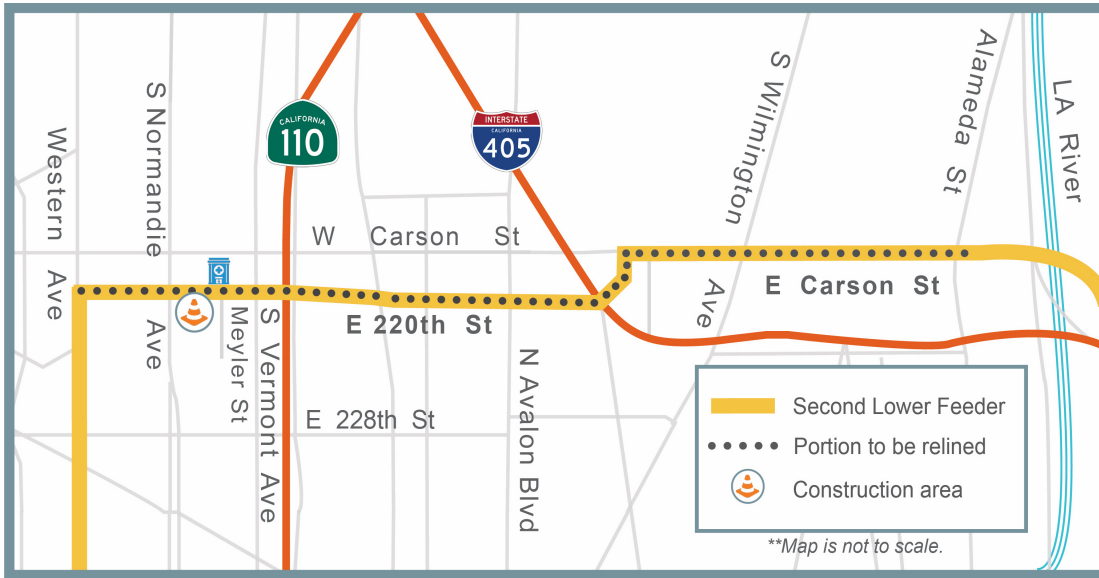 Western Ave
S Normandie Ave
CALIFORNIA
110
INTERSTATE
CALIFORNIA
405
S Wilmington Ave
Alameda St
LA River
W Carson St
E Carson St
E 220th St
Meyler St
S Vermont Ave
N Avalon Blvd
E 228th St
Second Lower Feeder
Portion to be relined
Construction area
**Map is not to scale.